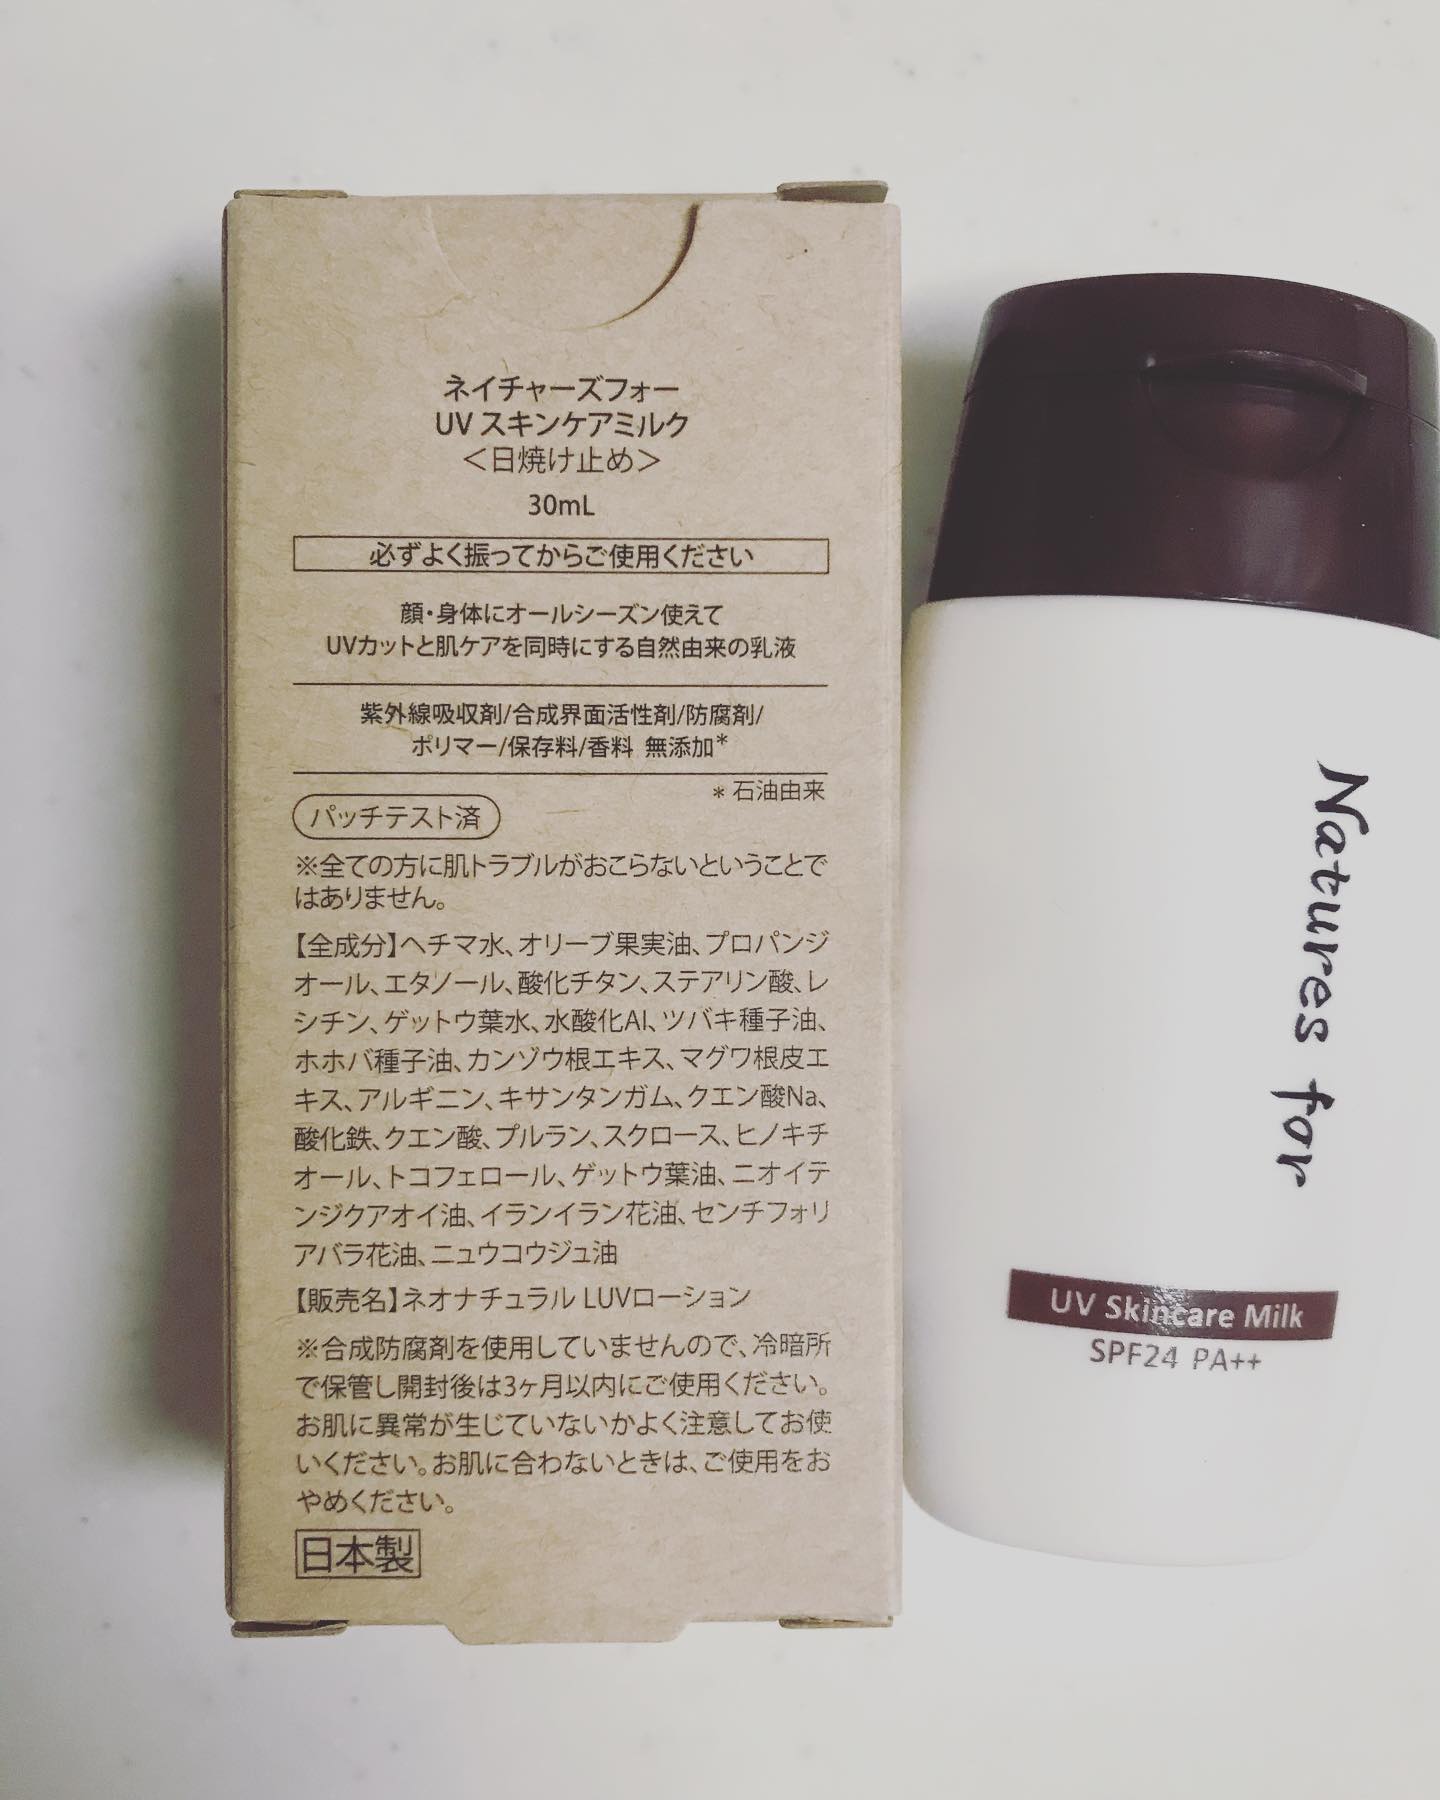 ネイチャーズフォー
UV スキンケアミルク
＜日焼け止め＞
30mL
必ずよく振ってからご使用ください
顔・身体にオールシーズン使えて
UVカットと肌ケアを同時にする自然由来の乳液
紫外線吸収剤/合成界面活性剤/防腐剤/
ポリマー/保存料/香料 無添加*
* 石油由来
パッチテスト済
※全ての方に肌トラブルがおこらないということで
はありません。
【全成分】ヘチマ水、オリーブ果実油、プロパンジ
オール、エタノール、酸化チタン、ステアリン酸、レ
シチン、ゲットウ葉水、水酸化Al、ツバキ種子油、
ホホバ種子油、カンゾウ根エキス、マグワ根皮エ
キス、アルギニン、キサンタンガム、クエン酸Na、
酸化鉄、クエン酸、プルラン、スクロース、ヒノキチ
オール、トコフェロール、ゲットウ葉油、ニオイテ
ンジクアオイ油、イランイラン花油、センチフォリ
アバラ花油、ニュウコウジュ油
【販売名】ネオナチュラル LUVローション
※合成防腐剤を使用していませんので、冷暗所
で保管し開封後は3ヶ月以内にご使用ください。
お肌に異常が生じていないかよく注意してお使
いください。お肌に合わないときは、ご使用をお
やめください。
日本製
Natures for
UV Skincare Milk
SPF24 PA++